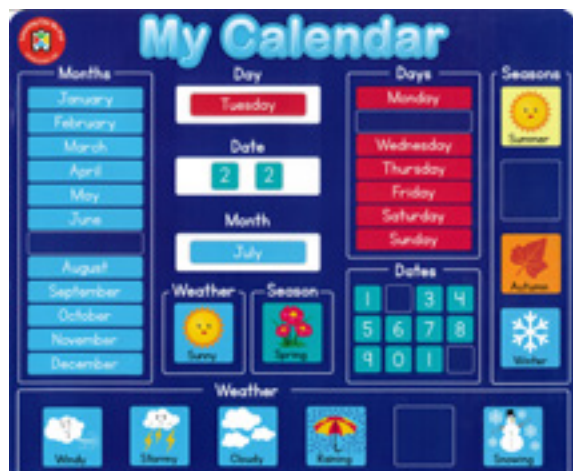 My Calendar
Months
January
February
March
April
May
June
August
September
October
November
December
Day
Tuesday
Date
2 2
Month
July
Weather
Sunny
Season
Spring
Days
Monday
Wednesday
Thursday
Friday
Saturday
Sunday
Dates
1 3 4
5 6 7 8
9 0 1
Seasons
Summer
Autumn
Winter
Weather
Windy
Stormy
Cloudy
Raining
Snowing